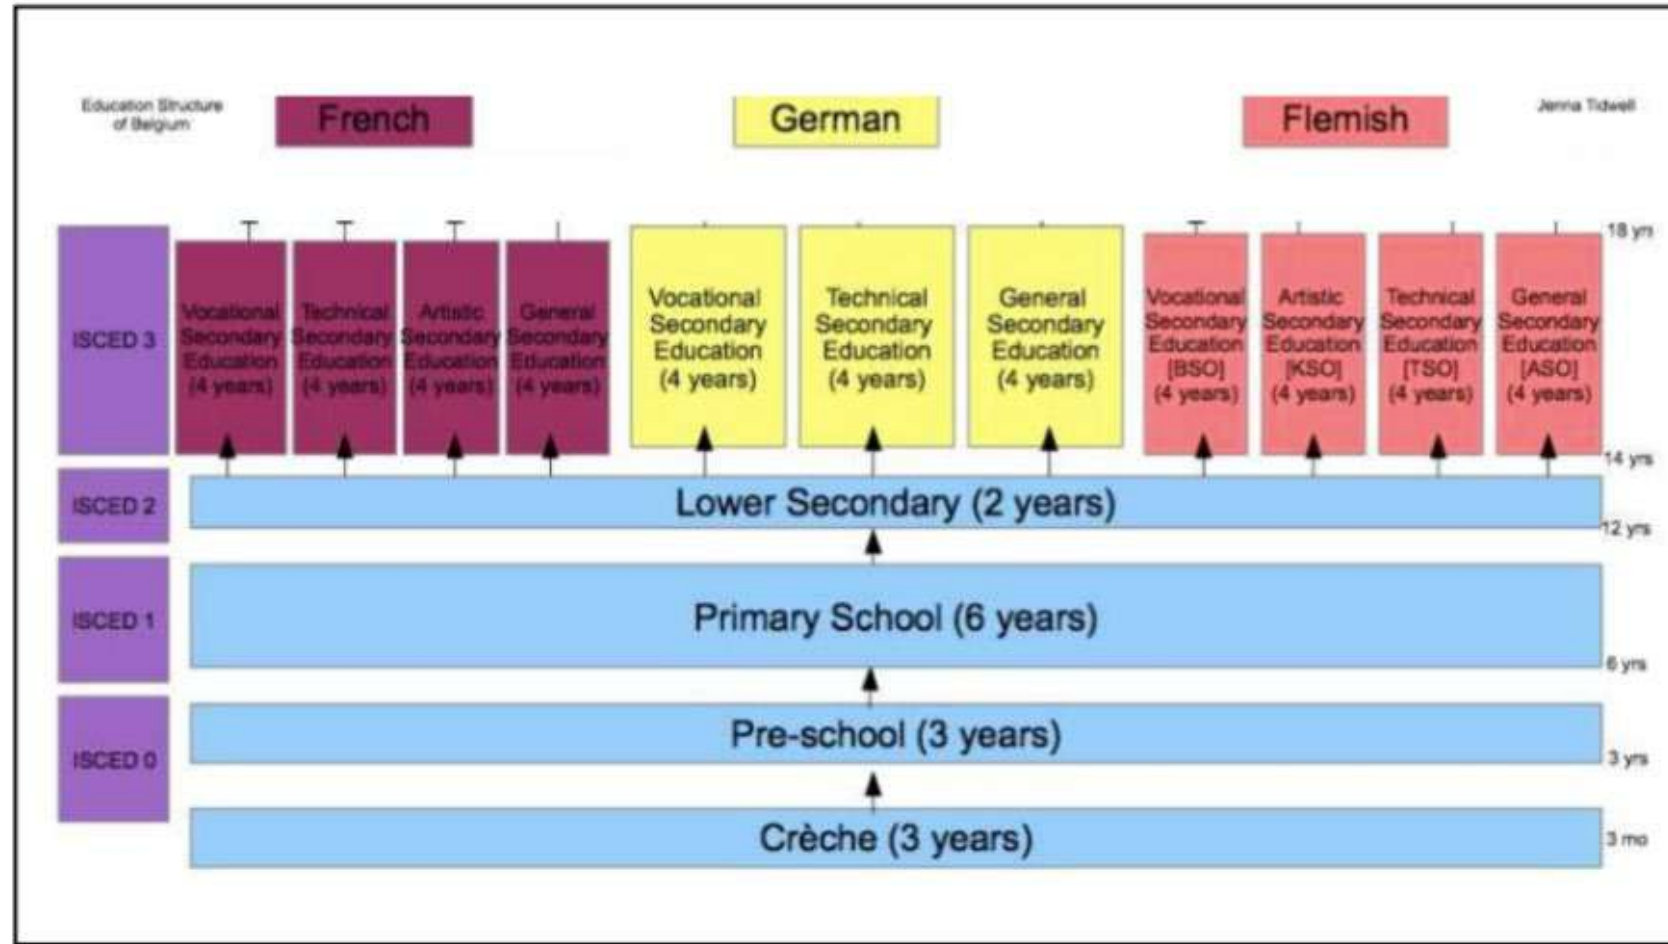 Education Structure
of Belgium
French
German
Flemish
Jenna Tidwell
18 yrs
ISCED 3
Vocational
Secondary
Education
(4 years)
Technical
Secondary
Education
(4 years)
Artistic
Secondary
Education
(4 years)
General
Secondary
Education
(4 years)
Vocational
Secondary
Education
(4 years)
Technical
Secondary
Education
(4 years)
General
Secondary
Education
(4 years)
Vocational
Secondary
Education
[BSO]
(4 years)
Artistic
Secondary
Education
[KSO]
(4 years)
Technical
Secondary
Education
[TSO]
(4 years)
General
Secondary
Education
[ASO]
(4 years)
14 yrs
ISCED 2
Lower Secondary (2 years)
12 yrs
ISCED 1
Primary School (6 years)
6 yrs
ISCED 0
Pre-school (3 years)
3 yrs
Crèche (3 years)
3 mo